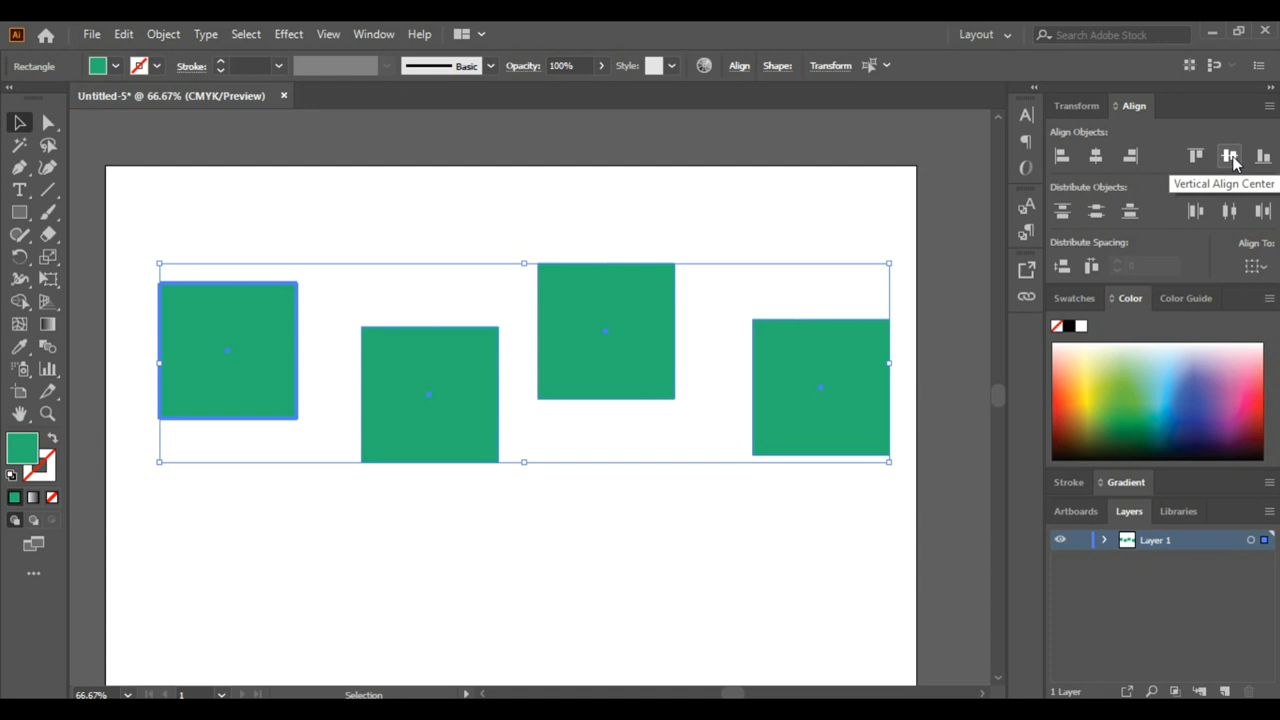 Ai File Edit Object Type Select Effect View Window Help Layout Search Adobe Stock
Rectangle Stroke: Basic Opacity: 100% Style: Align Shape: Transform
Untitled-5* @ 66.67% (CMYK/Preview) ×
Transform Align
Align Objects:
Vertical Align Center
Distribute Objects:
Distribute Spacing: Align To:
0
Swatches Color Color Guide
Stroke Gradient
Artboards Layers Libraries
Layer 1
66.67% 1 Selection 1 Layer